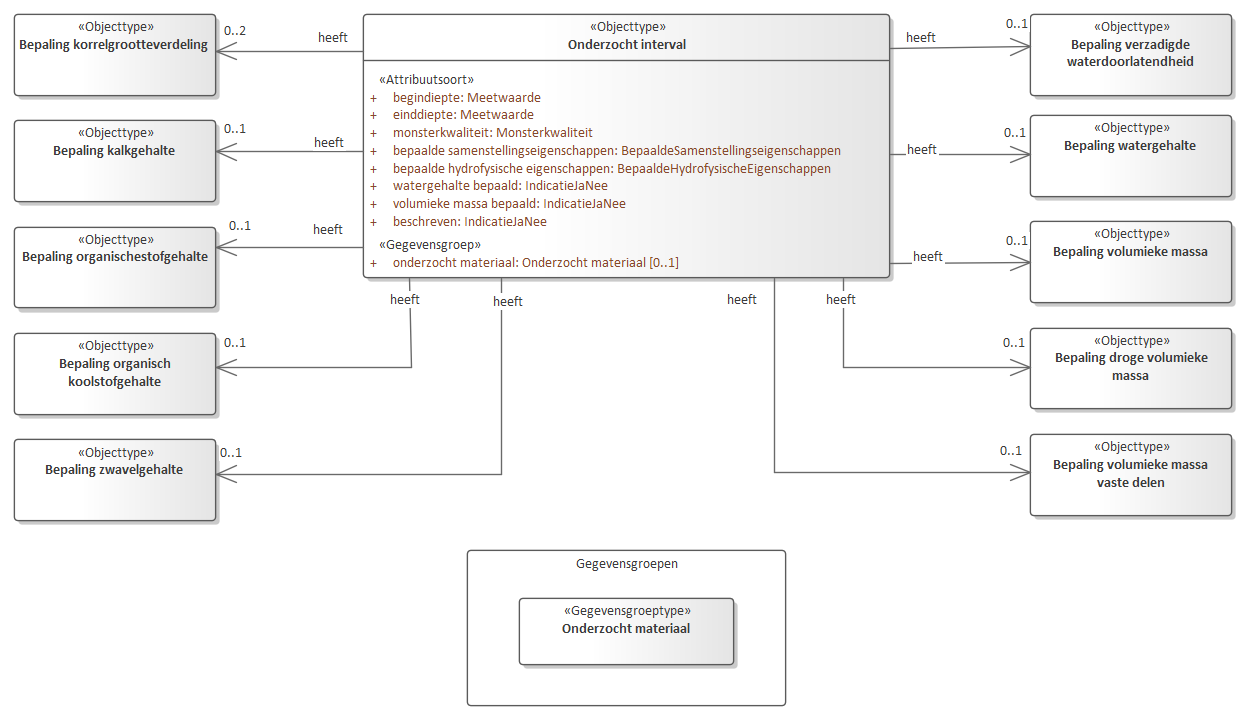 «Objecttype»
Bepaling korrelgrootteverdeling
0..2
heeft
«Objecttype»
Bepaling kalkgehalte
0..1
heeft
«Objecttype»
Bepaling organischestofgehalte
0..1
heeft
«Objecttype»
Bepaling organisch
koolstofgehalte
0..1
heeft
«Objecttype»
Bepaling zwavelgehalte
0..1
heeft
«Objecttype»
Onderzocht interval
«Attribuutsoort»
+ begindiepte: Meetwaarde
+ einddiepte: Meetwaarde
+ monsterkwaliteit: Monsterkwaliteit
+ bepaalde samenstellingseigenschappen: BepaaldeSamenstellingseigenschappen
+ bepaalde hydrofysische eigenschappen: BepaaldeHydrofysischeEigenschappen
+ watergehalte bepaald: IndicatieJaNee
+ volumieke massa bepaald: IndicatieJaNee
+ beschreven: IndicatieJaNee
«Gegevensgroep»
+ onderzocht materiaal: Onderzocht materiaal [0..1]
heeft
0..1
«Objecttype»
Bepaling verzadigde
waterdoorlatendheid
heeft
0..1
«Objecttype»
Bepaling watergehalte
heeft
0..1
«Objecttype»
Bepaling volumieke massa
heeft
0..1
«Objecttype»
Bepaling droge volumieke
massa
heeft
0..1
«Objecttype»
Bepaling volumieke massa
vaste delen
Gegevensgroepen
«Gegevensgroeptype»
Onderzocht materiaal